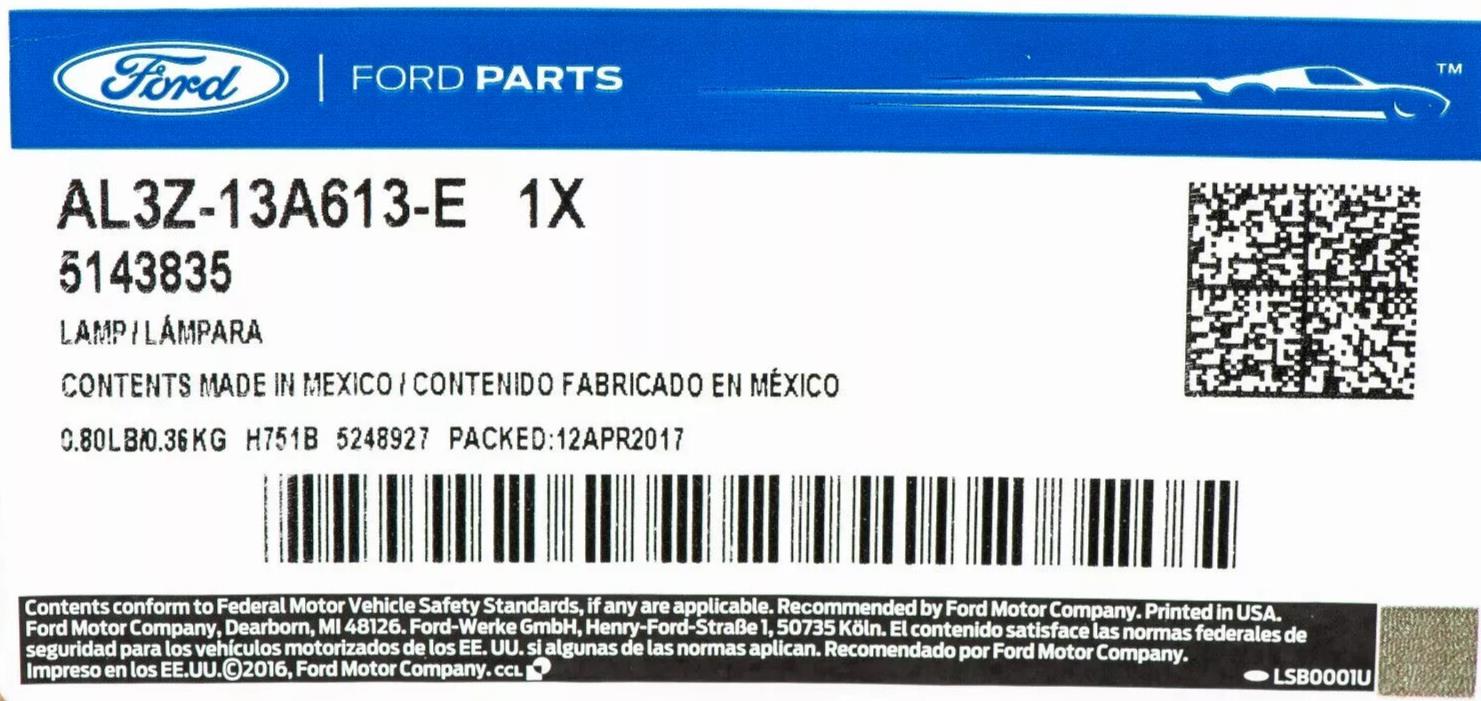 Ford | FORD PARTS
TM
AL3Z-13A613-E 1X
5143835
LAMP / LÁMPARA
CONTENTS MADE IN MEXICO / CONTENIDO FABRICADO EN MÉXICO
0.80LB/0.36KG H751B 5248927 PACKED:12APR2017
Contents conform to Federal Motor Vehicle Safety Standards, if any are applicable. Recommended by Ford Motor Company. Printed in USA.
Ford Motor Company, Dearborn, MI 48126. Ford-Werke GmbH, Henry-Ford-Straße 1, 50735 Köln. El contenido satisface las normas federales de
seguridad para los vehículos motorizados de los EE. UU. si algunas de las normas aplican. Recomendado por Ford Motor Company.
Impreso en los EE.UU.©2016, Ford Motor Company. CCL
LSB0001U